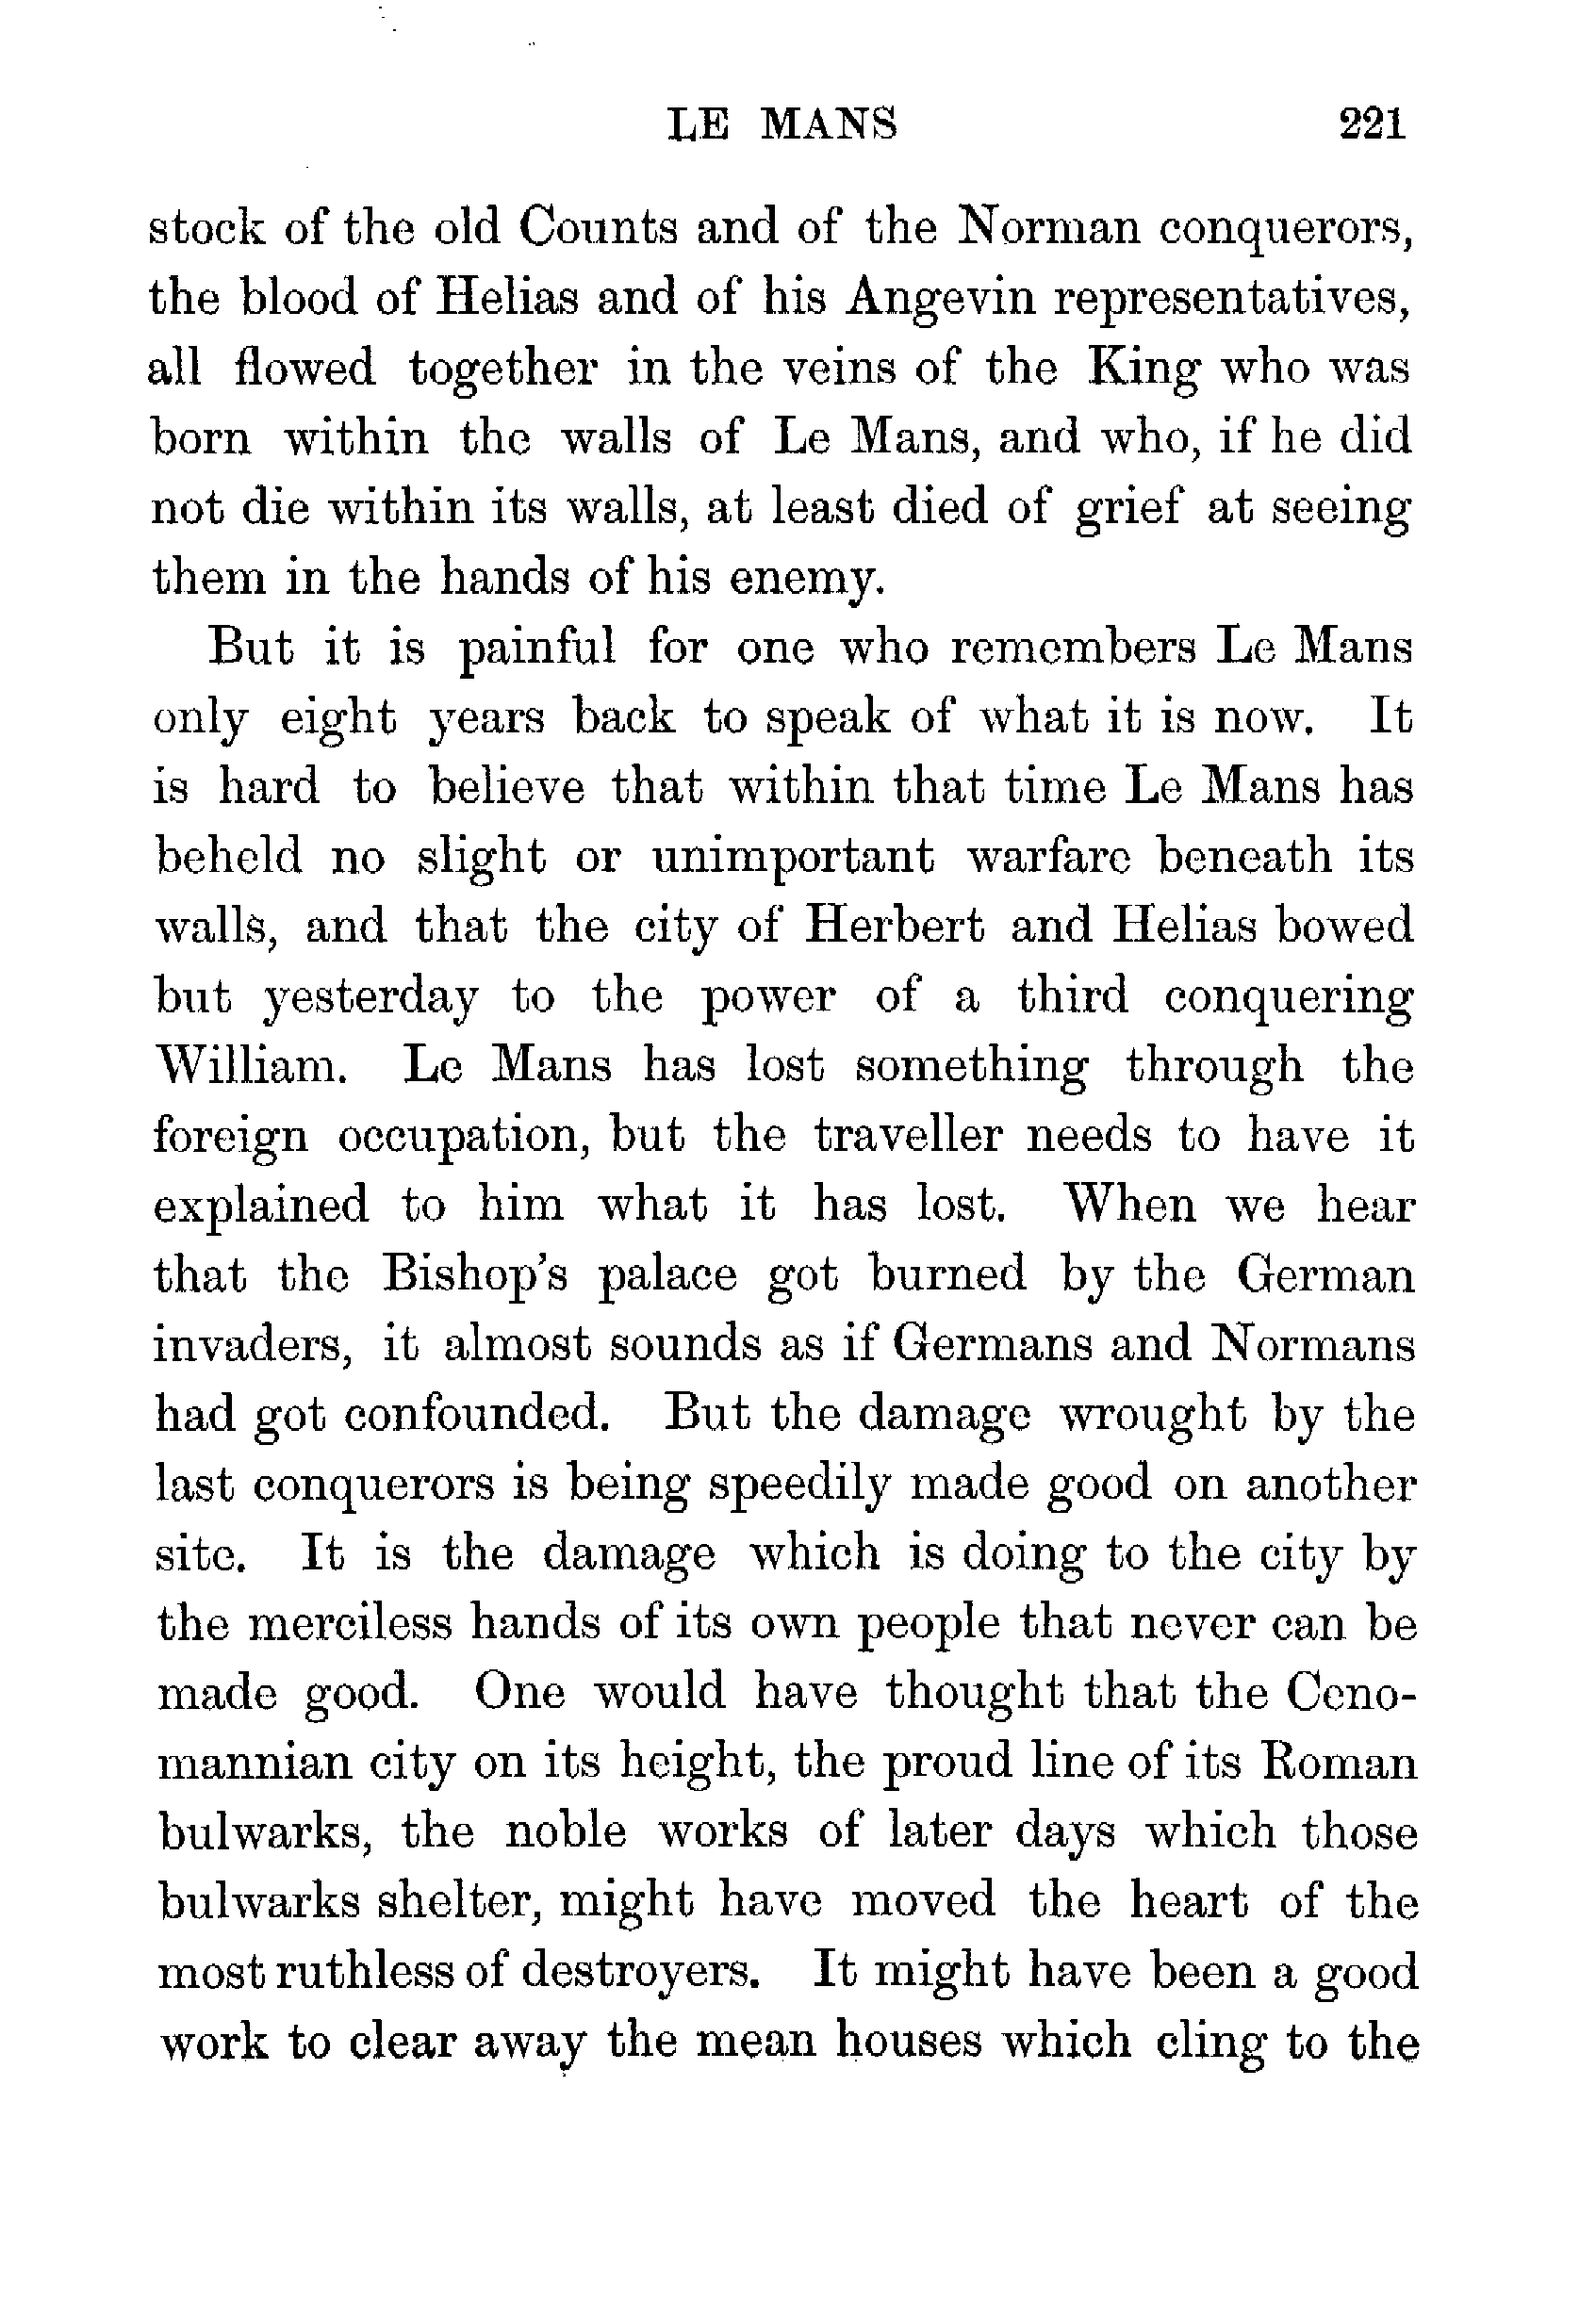 LE MANS 221
stock of the old Counts and of the Norman conquerors,
the blood of Helias and of his Angevin representatives,
all flowed together in the veins of the King who was
born within the walls of Le Mans, and who, if he did
not die within its walls, at least died of grief at seeing
them in the hands of his enemy.
But it is painful for one who remembers Le Mans
only eight years back to speak of what it is now. It
is hard to believe that within that time Le Mans has
beheld no slight or unimportant warfare beneath its
walls, and that the city of Herbert and Helias bowed
but yesterday to the power of a third conquering
William. Le Mans has lost something through the
foreign occupation, but the traveller needs to have it
explained to him what it has lost. When we hear
that the Bishop's palace got burned by the German
invaders, it almost sounds as if Germans and Normans
had got confounded. But the damage wrought by the
last conquerors is being speedily made good on another
site. It is the damage which is doing to the city by
the merciless hands of its own people that never can be
made good. One would have thought that the Ceno-
mannian city on its height, the proud line of its Roman
bulwarks, the noble works of later days which those
bulwarks shelter, might have moved the heart of the
most ruthless of destroyers. It might have been a good
work to clear away the mean houses which cling to the